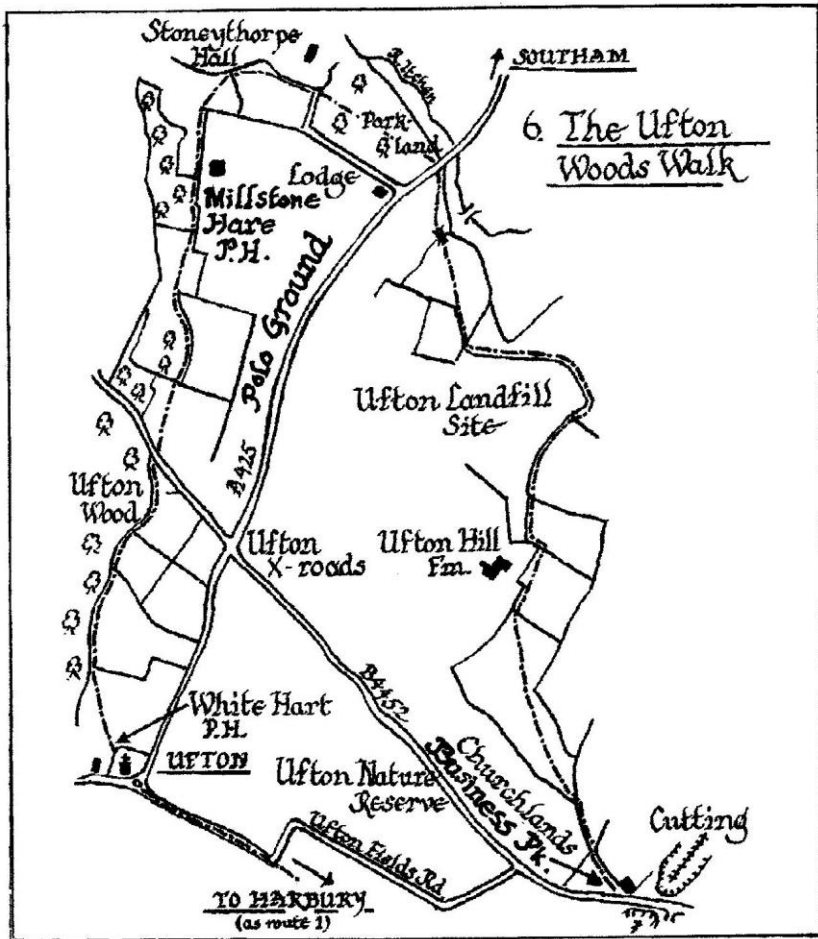 Stoneythorpe
Hall
R. Itchen
SOUTHAM
6. The Ufton
Woods Walk
Park-
land
Lodge
Millstone
Hare
P.H.
Polo Ground
A425
Ufton Landfill
Site
Ufton
Wood
Ufton
X-roads
Ufton Hill
Fm.
B4452
White Hart
P.H.
UFTON
Ufton Nature
Reserve
Churchlands
Business Pk.
Cutting
Ufton Fields Rd
TO HARBURY
(as route 1)